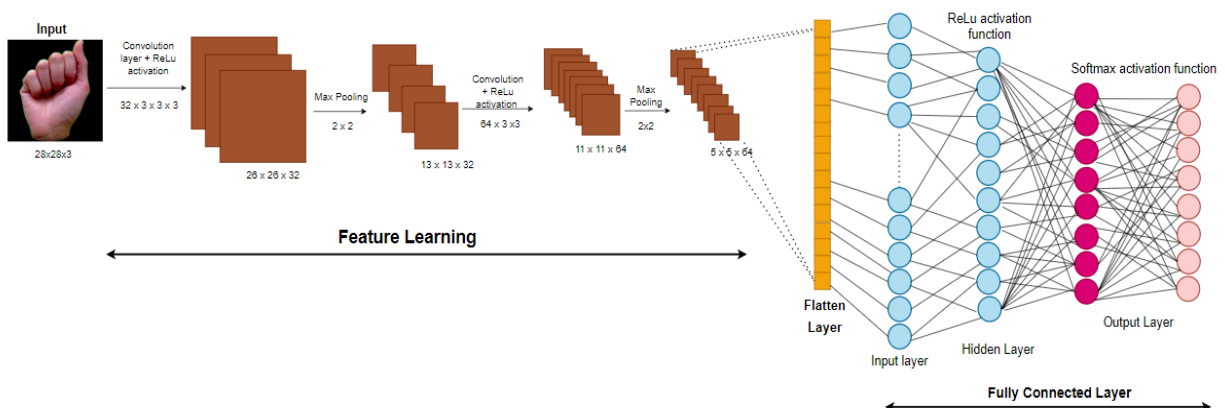 Input
28x28x3
Convolution
layer + ReLu
activation
32 x 3 x 3 x 3
26 x 26 x 32
Max Pooling
2 x 2
13 x 13 x 32
Convolution
+ ReLu
activation
64 x 3 x3
11 x 11 x 64
Max
Pooling
2x2
5 x 5 x 64
Feature Learning
Flatten
Layer
Input layer
ReLu activation
function
Hidden Layer
Softmax activation function
Output Layer
Fully Connected Layer